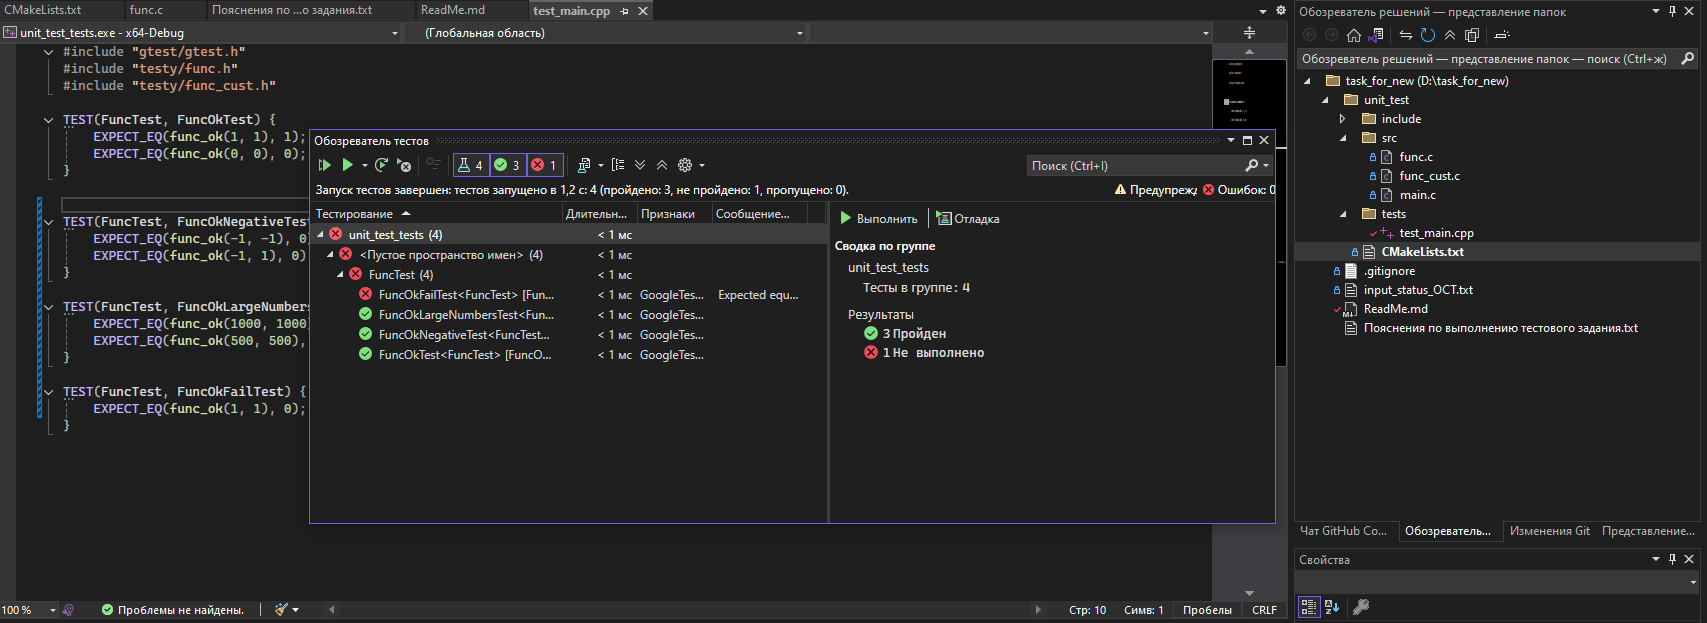 CMakeLists.txt
func.c
Пояснения по ...о задания.txt
ReadMe.md
test_main.cpp
unit_test_tests.exe - x64-Debug
(Глобальная область)
#include "gtest/gtest.h"
#include "testy/func.h"
#include "testy/func_cust.h"
TEST(FuncTest, FuncOkTest) {
EXPECT_EQ(func_ok(1, 1), 1);
EXPECT_EQ(func_ok(0, 0), 0);
}
TEST(FuncTest, FuncOkNegativeTest
EXPECT_EQ(func_ok(-1, -1), 0
EXPECT_EQ(func_ok(-1, 1), 0)
}
TEST(FuncTest, FuncOkLargeNumbers
EXPECT_EQ(func_ok(1000, 1000)
EXPECT_EQ(func_ok(500, 500),
}
TEST(FuncTest, FuncOkFailTest) {
EXPECT_EQ(func_ok(1, 1), 0);
}
Обозреватель тестов
4
3
1
Поиск (Ctrl+I)
Запуск тестов завершен: тестов запущено в 1,2 с: 4 (пройдено: 3, не пройдено: 1, пропущено: 0).
Предупрежд
Ошибок: 0
Тестирование
Длительн...
Признаки
Сообщение...
unit_test_tests (4)
< 1 мс
<Пустое пространство имен> (4)
< 1 мс
FuncTest (4)
< 1 мс
FuncOkFailTest<FuncTest> [Fun...
< 1 мс
GoogleTes...
Expected equ...
FuncOkLargeNumbersTest<Fun...
< 1 мс
GoogleTes...
FuncOkNegativeTest<FuncTest...
< 1 мс
GoogleTes...
FuncOkTest<FuncTest> [FuncO...
< 1 мс
GoogleTes...
Выполнить
Отладка
Сводка по группе
unit_test_tests
Тесты в группе: 4
Результаты
3 Пройден
1 Не выполнено
100 %
Проблемы не найдены.
Стр: 10
Симв: 1
Пробелы
CRLF
Обозреватель решений — представление папок
Обозреватель решений — представление папок — поиск (Ctrl+ж)
task_for_new (D:\task_for_new)
unit_test
include
src
func.c
func_cust.c
main.c
tests
test_main.cpp
CMakeLists.txt
.gitignore
input_status_OCT.txt
ReadMe.md
Пояснения по выполнению тестового задания.txt
Чат GitHub Co...
Обозреватель...
Изменения Git
Представление...
Свойства